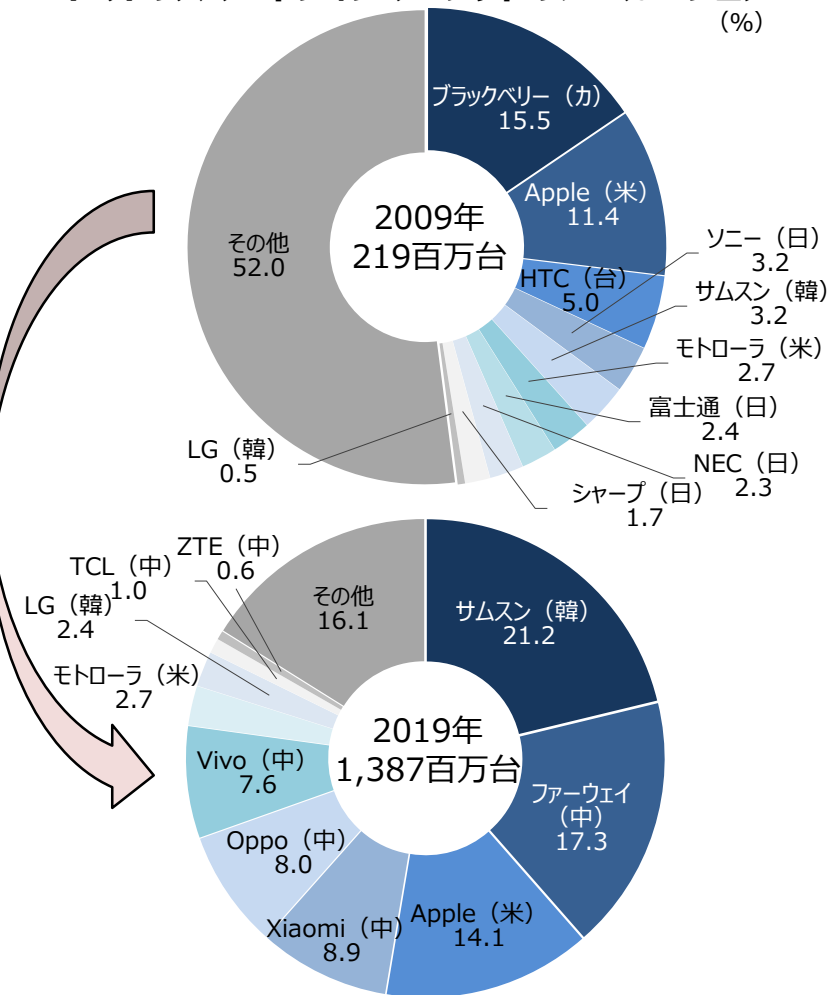 (%)
ブラックベリー（カ）
15.5
Apple（米）
11.4
HTC（台）
5.0
ソニー（日）
3.2
サムスン（韓）
3.2
モトローラ（米）
2.7
富士通（日）
2.4
NEC（日）
2.3
シャープ（日）
1.7
LG（韓）
0.5
その他
52.0
2009年
219百万台
サムスン（韓）
21.2
ファーウェイ
（中）
17.3
Apple（米）
14.1
Xiaomi（中）
8.9
Oppo（中）
8.0
Vivo（中）
7.6
モトローラ（米）
2.7
LG（韓）
2.4
TCL（中）
1.0
ZTE（中）
0.6
その他
16.1
2019年
1,387百万台